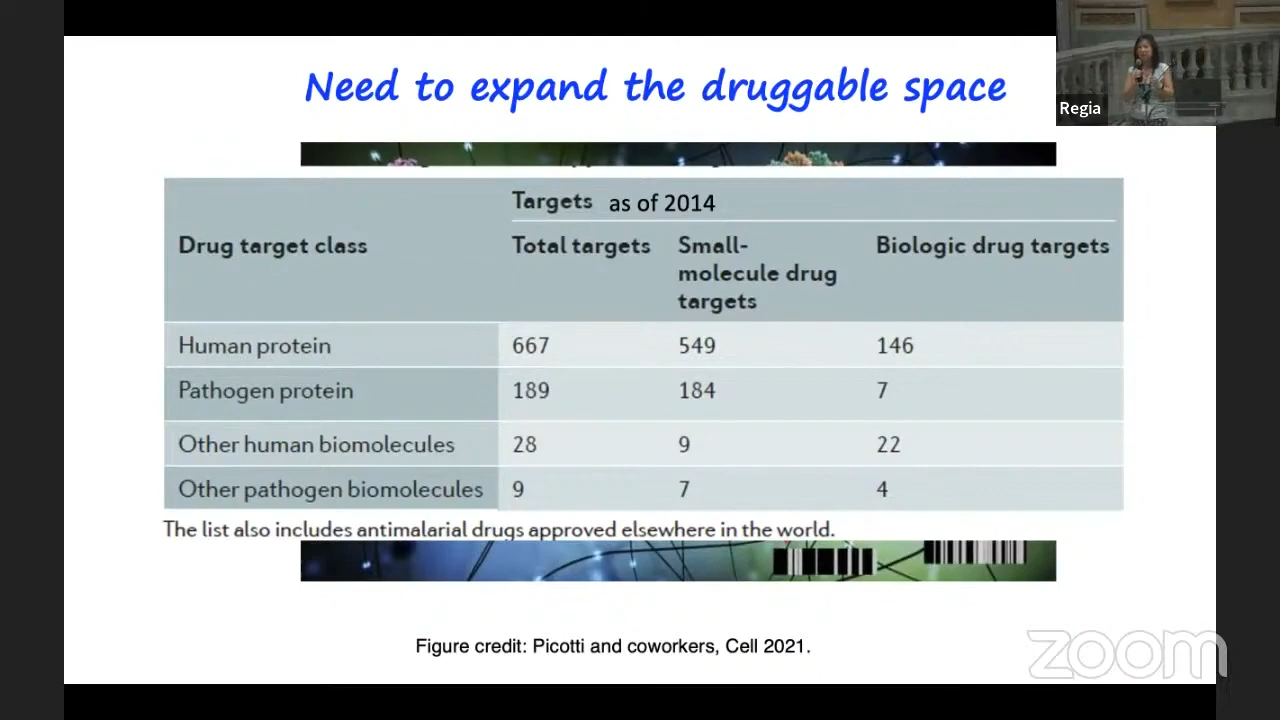 Need to expand the druggable space
Regia
Targets as of 2014
Drug target class
Total targets
Small-
molecule drug
targets
Biologic drug targets
Human protein 667 549 146
Pathogen protein 189 184 7
Other human biomolecules 28 9 22
Other pathogen biomolecules 9 7 4
The list also includes antimalarial drugs approved elsewhere in the world.
Figure credit: Picotti and coworkers, Cell 2021.
zoom